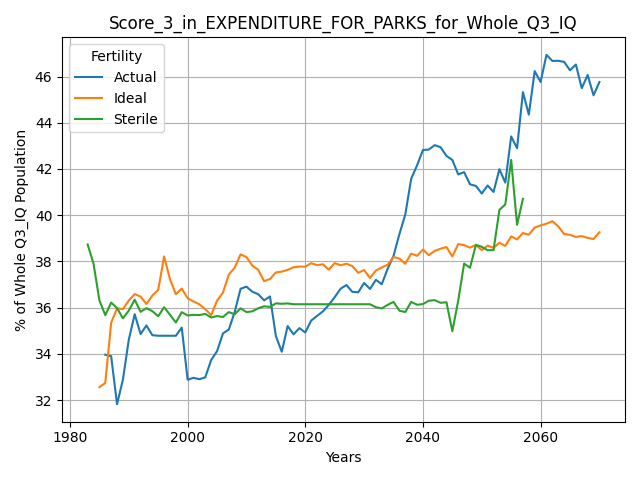 Score_3_in_EXPENDITURE_FOR_PARKS_for_Whole_Q3_IQ
Fertility
Actual
Ideal
Sterile
% of Whole Q3_IQ Population
46
44
42
40
38
36
34
32
1980
2000
2020
2040
2060
Years